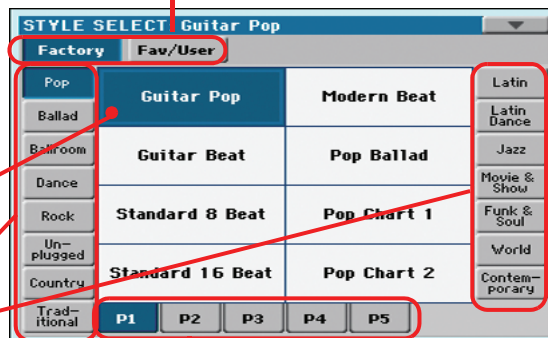 STYLE SELECT Guitar Pop
Factory Fav/User
Pop
Ballad
Ballroom
Dance
Rock
Un-
plugged
Country
Trad-
itional
Guitar Pop Modern Beat
Guitar Beat Pop Ballad
Standard 8 Beat Pop Chart 1
Standard 16 Beat Pop Chart 2
Latin
Latin
Dance
Jazz
Movie &
Show
Funk &
Soul
World
Contem-
porary
P1 P2 P3 P4 P5